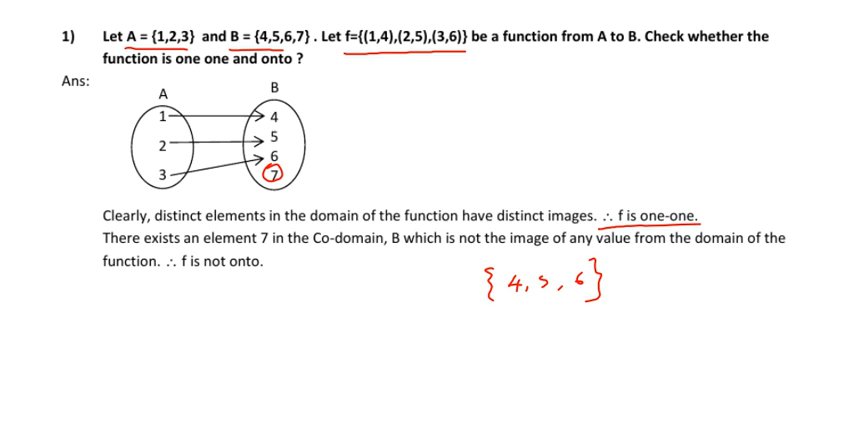 1) Let A = {1,2,3} and B = {4,5,6,7} . Let f={(1,4),(2,5),(3,6)} be a function from A to B. Check whether the
function is one one and onto ?
Ans:
A B
1 4
2 5
6
3 7
Clearly, distinct elements in the domain of the function have distinct images. ∴ f is one-one.
There exists an element 7 in the Co-domain, B which is not the image of any value from the domain of the
function. ∴ f is not onto.
{ 4, 5, 6 }